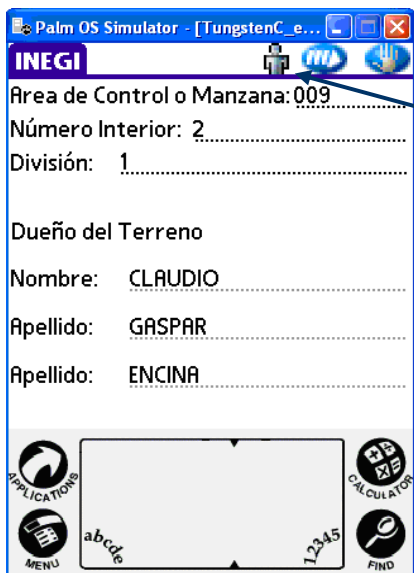 Palm OS Simulator - [TungstenC_e...
INEGI
Area de Control o Manzana: 009
Número Interior: 2
División: 1
Dueño del Terreno
Nombre: CLAUDIO
Apellido: GASPAR
Apellido: ENCINA
APPLICATIONS
CALCULATOR
abcde
12345
MENU
FIND